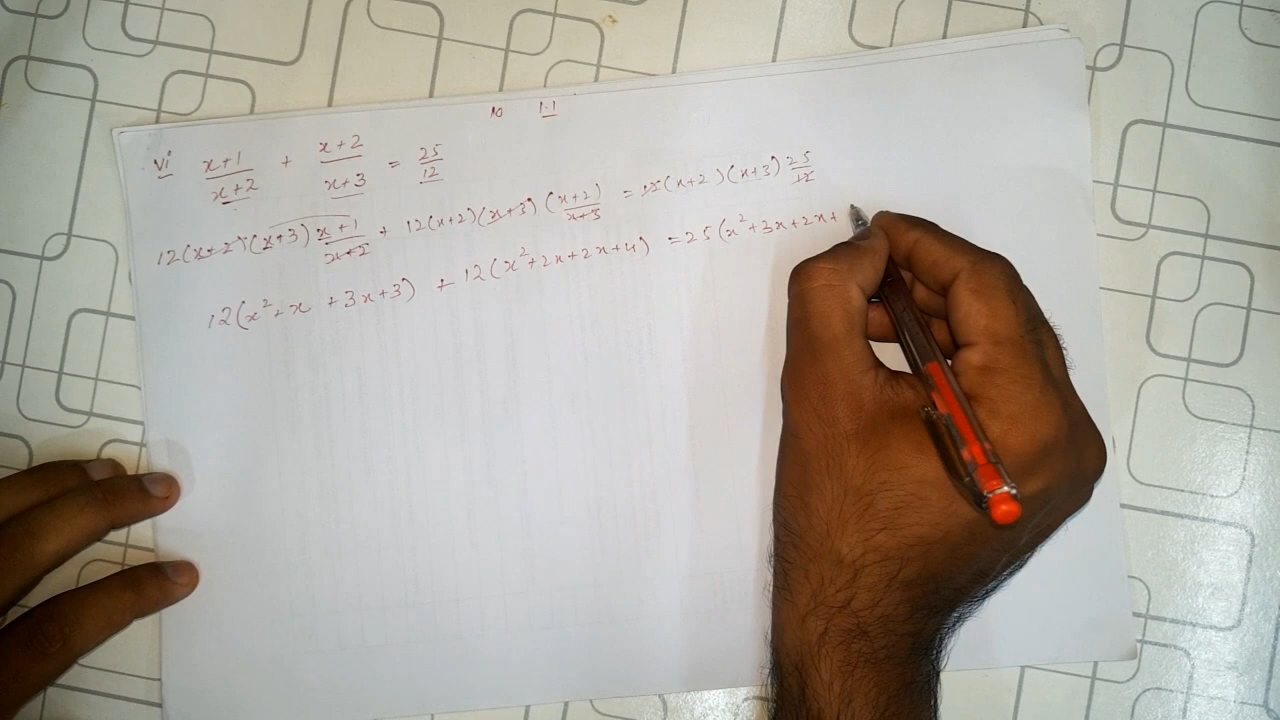 10 1.1
vi (x+1)/(x+2) + (x+2)/(x+3) = 25/12
12(x+2)(x+3) (x+1)/(x+2) + 12(x+2)(x+3) (x+2)/(x+3) = 12(x+2)(x+3) 25/12
12(x²+x+3x+3) + 12(x²+2x+2x+4) = 25(x²+3x+2x+